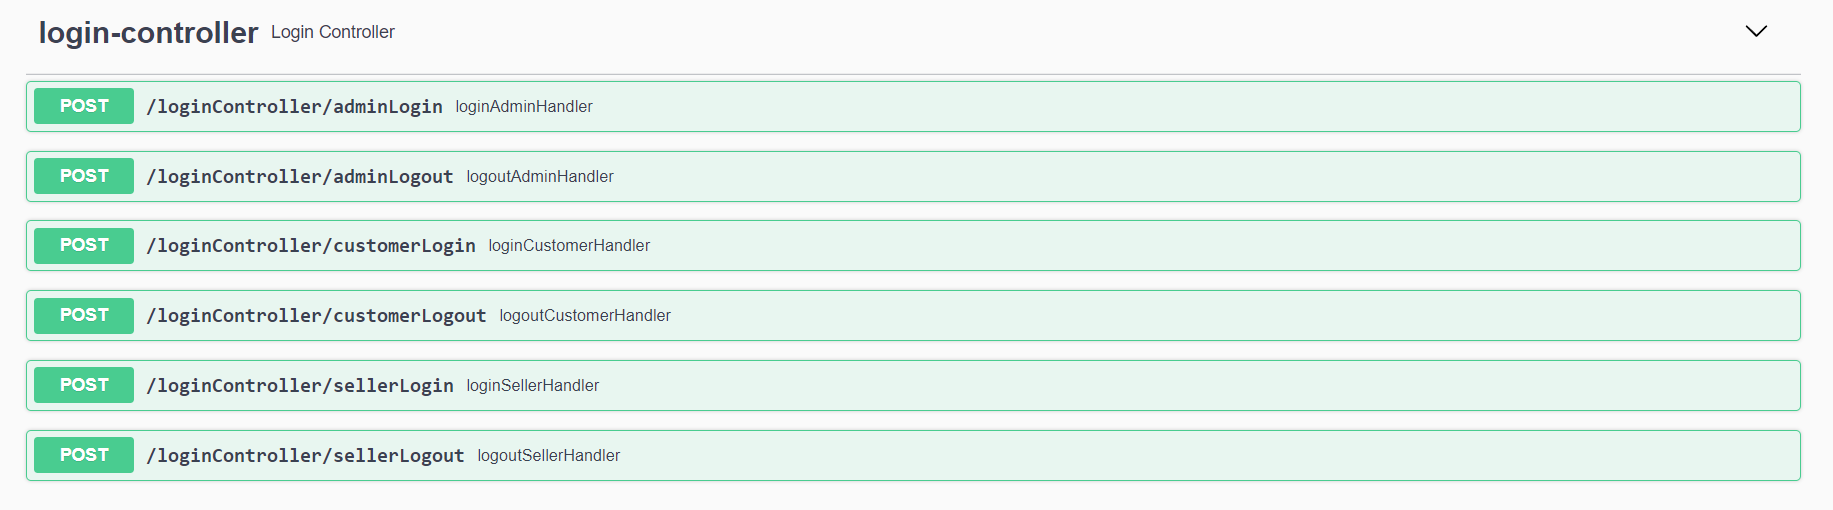 login-controller Login Controller
POST /loginController/adminLogin loginAdminHandler
POST /loginController/adminLogout logoutAdminHandler
POST /loginController/customerLogin loginCustomerHandler
POST /loginController/customerLogout logoutCustomerHandler
POST /loginController/sellerLogin loginSellerHandler
POST /loginController/sellerLogout logoutSellerHandler